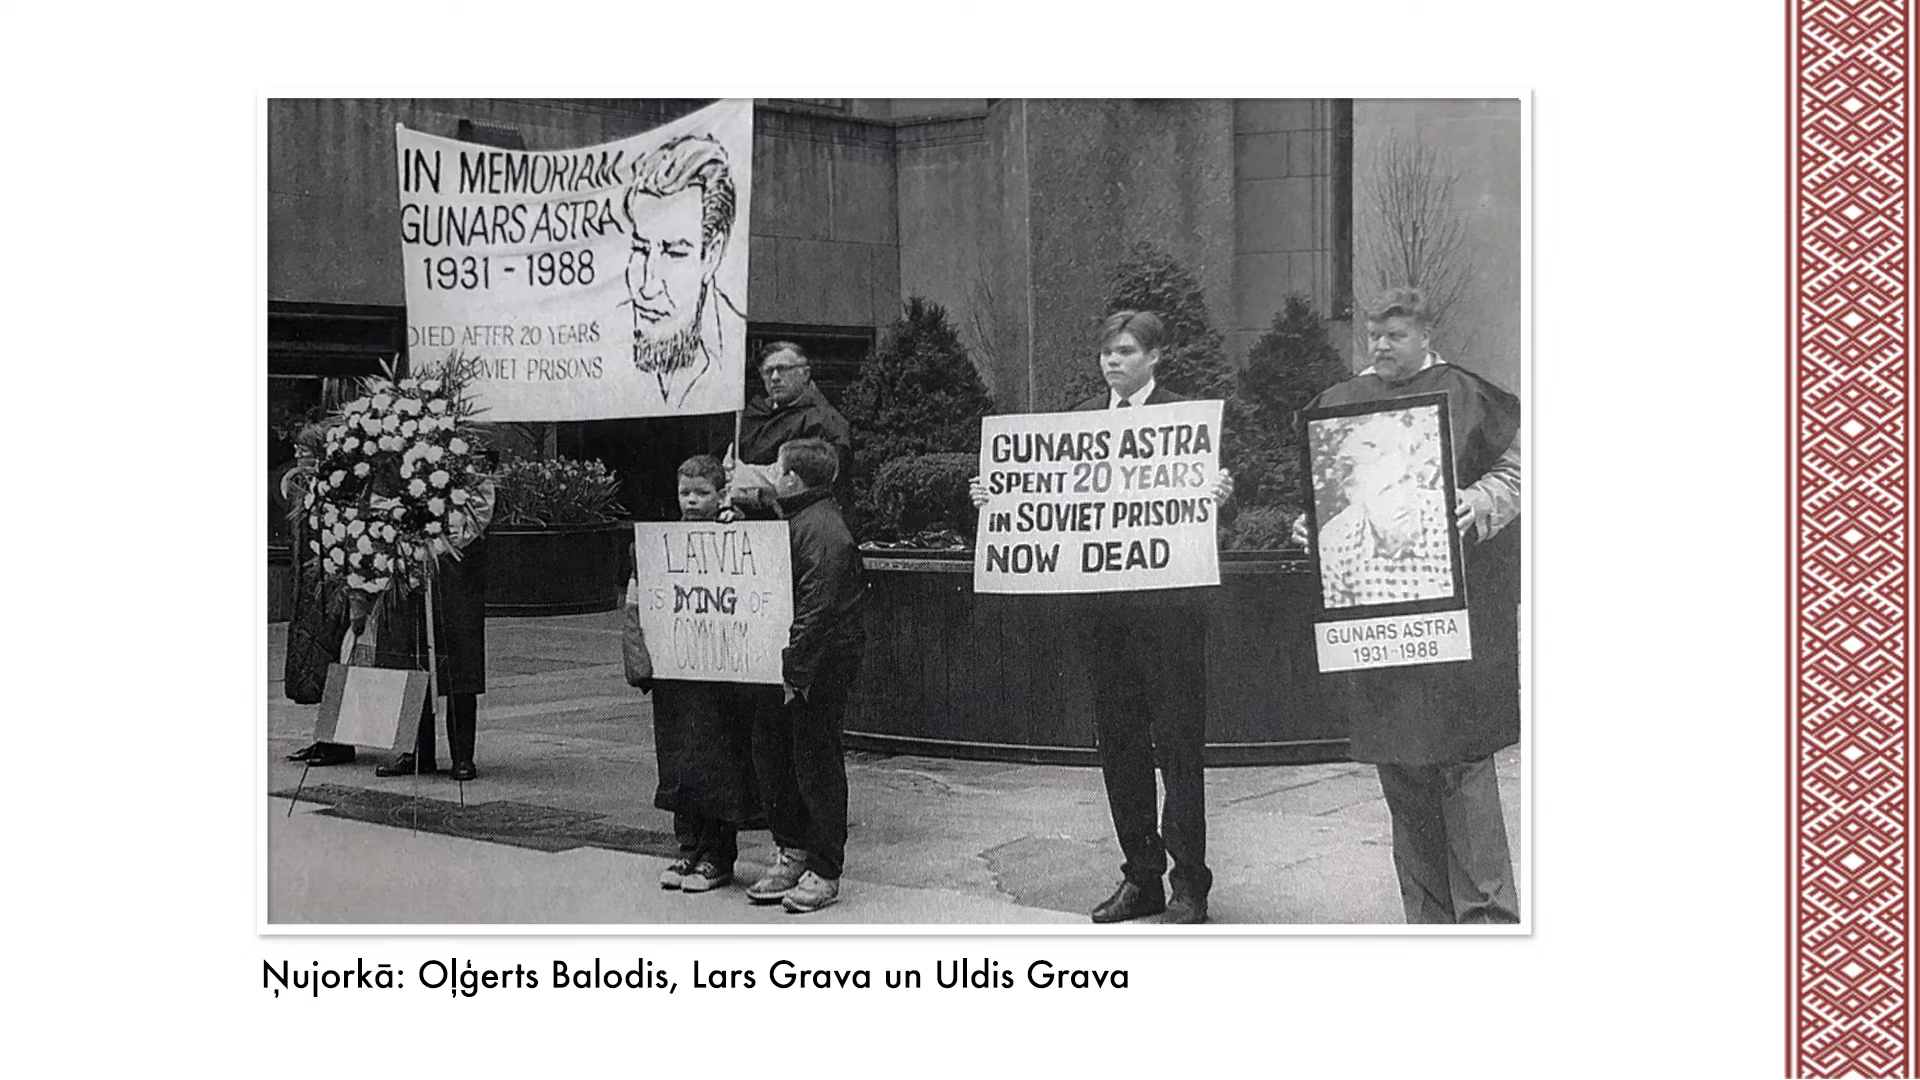 IN MEMORIAM
GUNARS ASTRA
1931 - 1988
DIED AFTER 20 YEARS
SOVIET PRISONS
LATVIA
IS DYING OF
COMMUNISM
GUNARS ASTRA
SPENT 20 YEARS
IN SOVIET PRISONS
NOW DEAD
GUNARS ASTRA
1931-1988
Ņujorkā: Oļģerts Balodis, Lars Grava un Uldis Grava